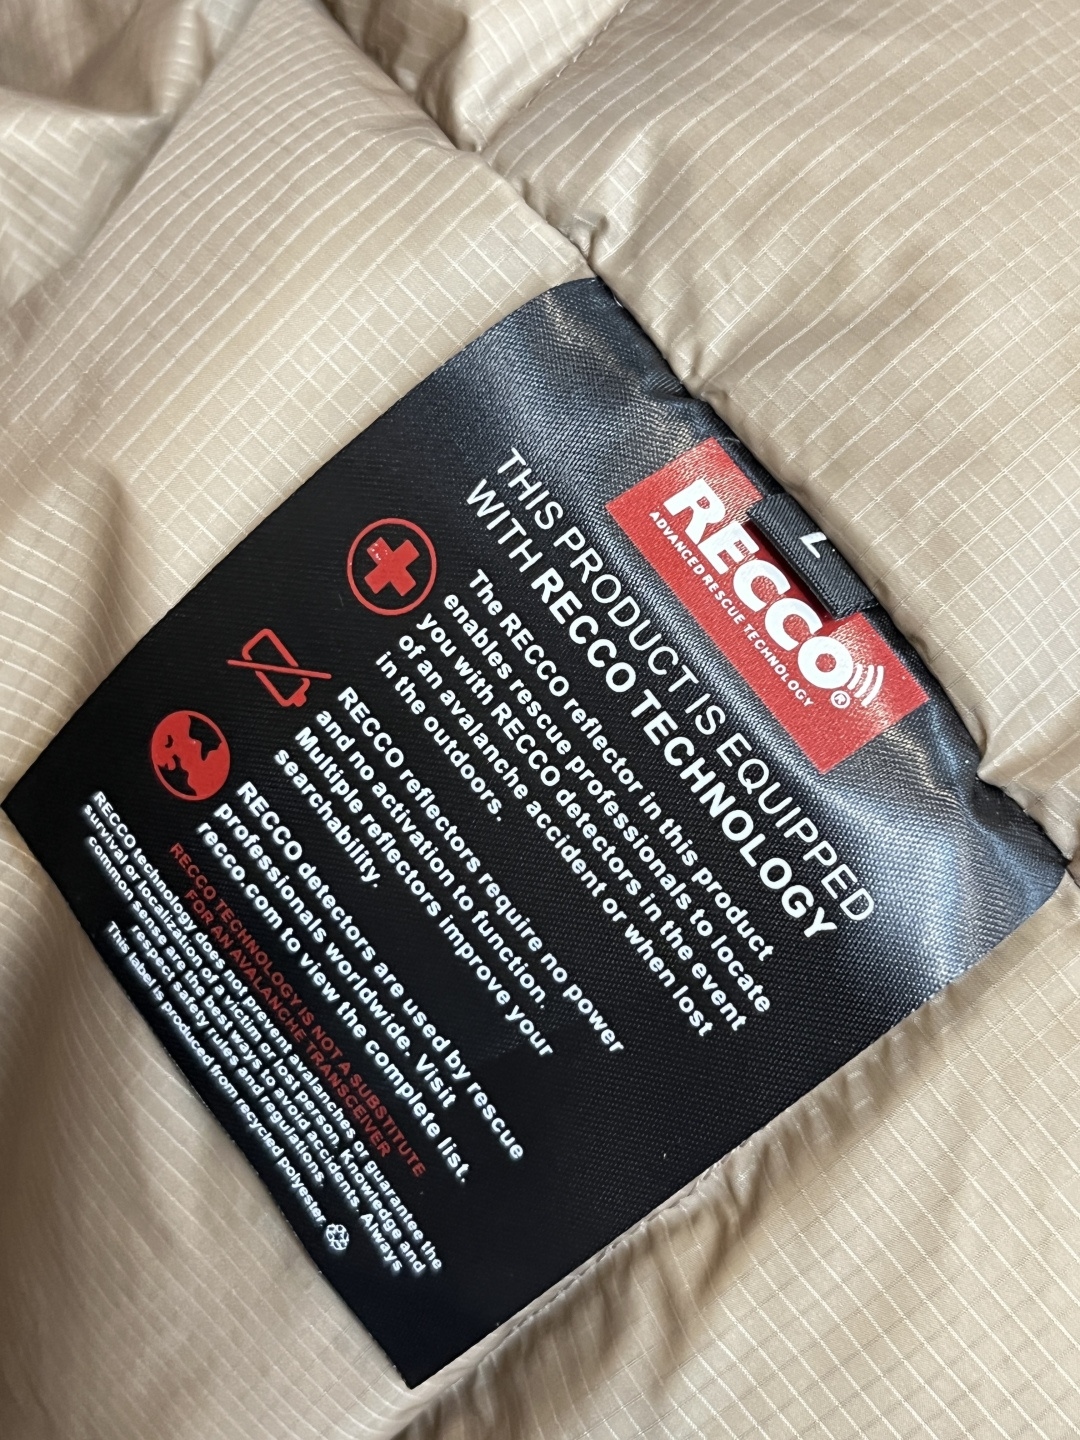 L
RECCO®
ADVANCED RESCUE TECHNOLOGY
THIS PRODUCT IS EQUIPPED
WITH RECCO TECHNOLOGY
The RECCO reflector in this product
enables rescue professionals to locate
you with RECCO detectors in the event
of an avalanche accident or when lost
in the outdoors.
RECCO reflectors require no power
and no activation to function.
Multiple reflectors improve your
searchability.
RECCO detectors are used by rescue
professionals worldwide. Visit
recco.com to view the complete list.
RECCO TECHNOLOGY IS NOT A SUBSTITUTE
FOR AN AVALANCHE TRANSCEIVER
RECCO technology does not prevent avalanches or guarantee the
survival or localization of a victim or lost person. Knowledge and
common sense are the best ways to avoid accidents. Always
respect safety rules and regulations.
This label is produced from recycled polyester.